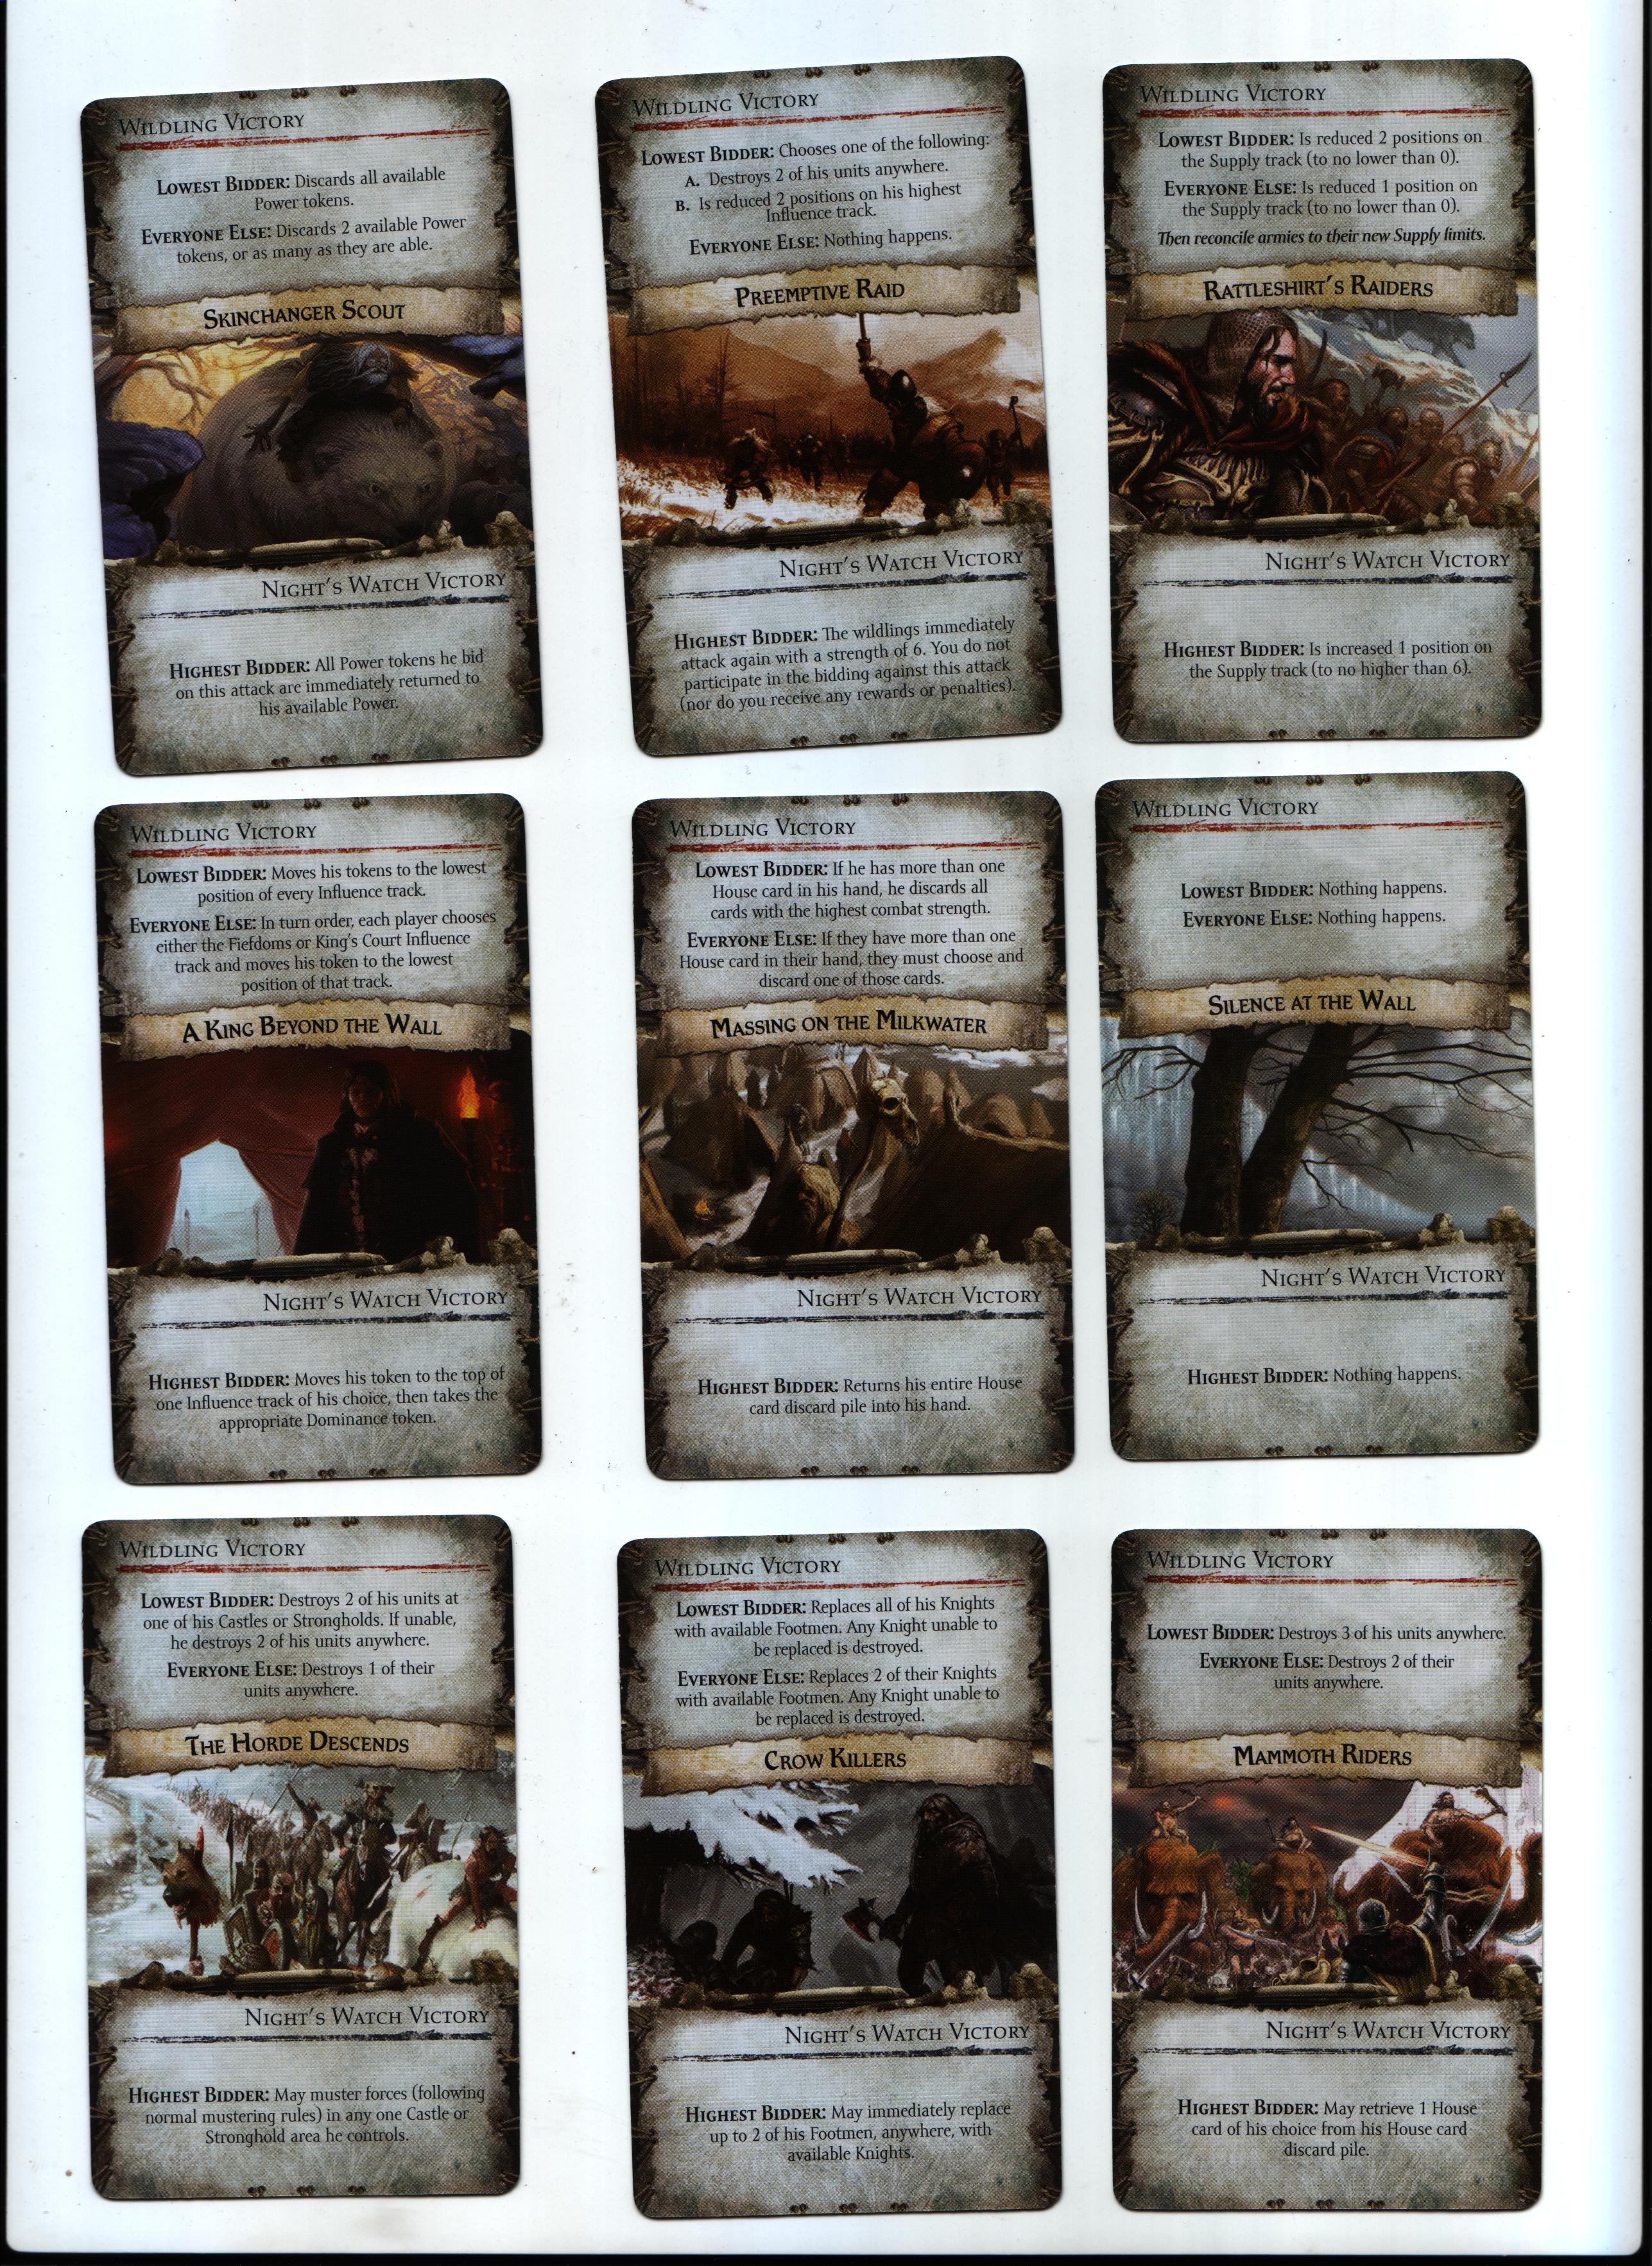 WILDLING VICTORY
LOWEST BIDDER: Discards all available
Power tokens.
EVERYONE ELSE: Discards 2 available Power
tokens, or as many as they are able.
SKINCHANGER SCOUT
NIGHT'S WATCH VICTORY
HIGHEST BIDDER: All Power tokens he bid
on this attack are immediately returned to
his available Power.
WILDLING VICTORY
LOWEST BIDDER: Chooses one of the following:
A. Destroys 2 of his units anywhere.
B. Is reduced 2 positions on his highest
Influence track.
EVERYONE ELSE: Nothing happens.
PREEMPTIVE RAID
NIGHT'S WATCH VICTORY
HIGHEST BIDDER: The wildlings immediately
attack again with a strength of 6. You do not
participate in the bidding against this attack
(nor do you receive any rewards or penalties).
WILDLING VICTORY
LOWEST BIDDER: Is reduced 2 positions on
the Supply track (to no lower than 0).
EVERYONE ELSE: Is reduced 1 position on
the Supply track (to no lower than 0).
Then reconcile armies to their new Supply limits.
RATTLESHIRT'S RAIDERS
NIGHT'S WATCH VICTORY
HIGHEST BIDDER: Is increased 1 position on
the Supply track (to no higher than 6).
WILDLING VICTORY
LOWEST BIDDER: Moves his tokens to the lowest
position of every Influence track.
EVERYONE ELSE: In turn order, each player chooses
either the Fiefdoms or King's Court Influence
track and moves his token to the lowest
position of that track.
A KING BEYOND THE WALL
NIGHT'S WATCH VICTORY
HIGHEST BIDDER: Moves his token to the top of
one Influence track of his choice, then takes the
appropriate Dominance token.
WILDLING VICTORY
LOWEST BIDDER: If he has more than one
House card in his hand, he discards all
cards with the highest combat strength.
EVERYONE ELSE: If they have more than one
House card in their hand, they must choose and
discard one of those cards.
MASSING ON THE MILKWATER
NIGHT'S WATCH VICTORY
HIGHEST BIDDER: Returns his entire House
card discard pile into his hand.
WILDLING VICTORY
LOWEST BIDDER: Nothing happens.
EVERYONE ELSE: Nothing happens.
SILENCE AT THE WALL
NIGHT'S WATCH VICTORY
HIGHEST BIDDER: Nothing happens.
WILDLING VICTORY
LOWEST BIDDER: Destroys 2 of his units at
one of his Castles or Strongholds. If unable,
he destroys 2 of his units anywhere.
EVERYONE ELSE: Destroys 1 of their
units anywhere.
THE HORDE DESCENDS
NIGHT'S WATCH VICTORY
HIGHEST BIDDER: May muster forces (following
normal mustering rules) in any one Castle or
Stronghold area he controls.
WILDLING VICTORY
LOWEST BIDDER: Replaces all of his Knights
with available Footmen. Any Knight unable to
be replaced is destroyed.
EVERYONE ELSE: Replaces 2 of their Knights
with available Footmen. Any Knight unable to
be replaced is destroyed.
CROW KILLERS
NIGHT'S WATCH VICTORY
HIGHEST BIDDER: May immediately replace
up to 2 of his Footmen, anywhere, with
available Knights.
WILDLING VICTORY
LOWEST BIDDER: Destroys 3 of his units anywhere.
EVERYONE ELSE: Destroys 2 of their
units anywhere.
MAMMOTH RIDERS
NIGHT'S WATCH VICTORY
HIGHEST BIDDER: May retrieve 1 House
card of his choice from his House card
discard pile.